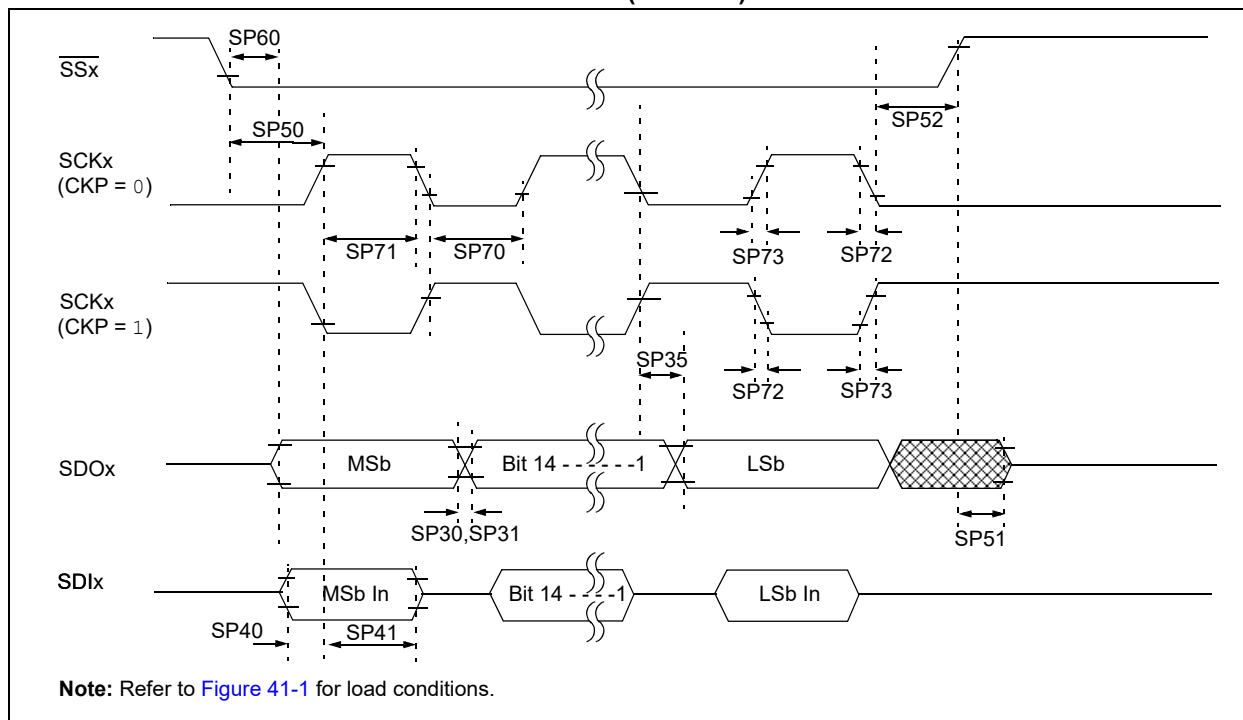 SP60
SSx
SP52
SP50
SCKx
(CKP = 0)
SP71
SP70
SP73
SP72
SCKx
(CKP = 1)
SP35
SP72
SP73
SDOx
MSb
Bit 14 - - - - - -1
LSb
SP30,SP31
SP51
SDIx
MSb In
Bit 14 - - - -1
LSb In
SP40
SP41
Note: Refer to Figure 41-1 for load conditions.